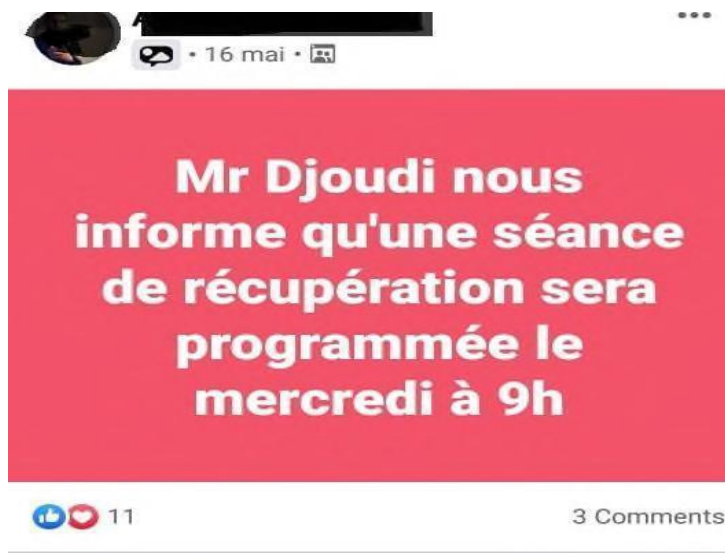 • 16 mai •
Mr Djoudi nous
informe qu'une séance
de récupération sera
programmée le
mercredi à 9h
11
3 Comments